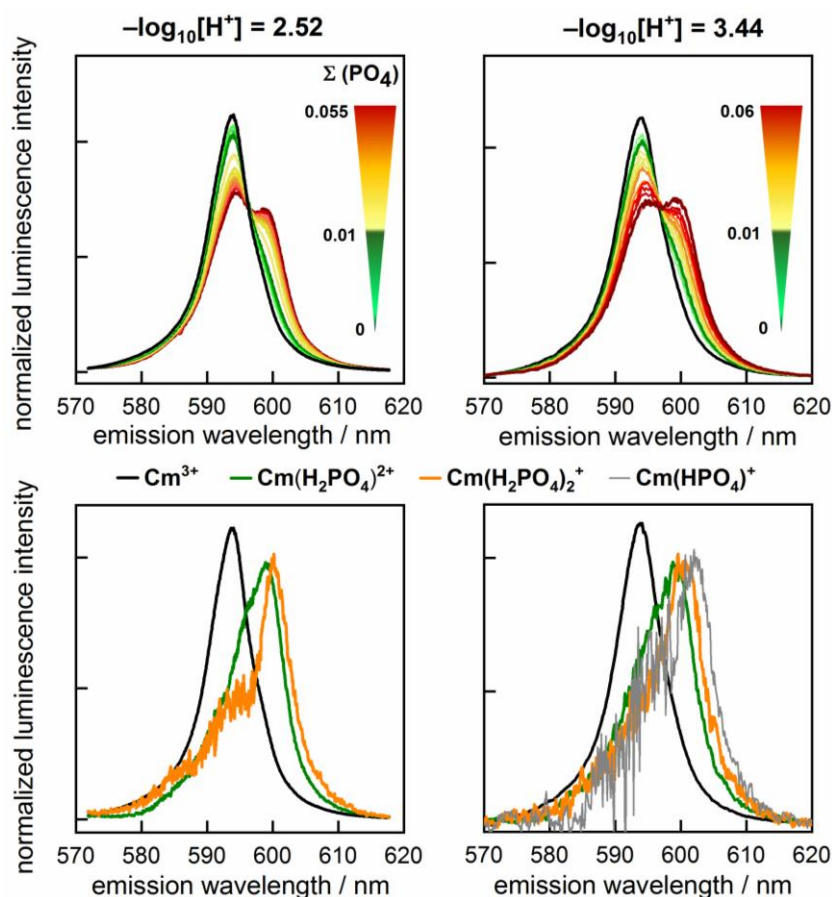 –log₁₀[H⁺] = 2.52
–log₁₀[H⁺] = 3.44
normalized luminescence intensity
Σ (PO₄)
0.055
0.01
0
570 580 590 600 610 620
emission wavelength / nm
0.06
0.01
0
570 580 590 600 610 620
emission wavelength / nm
Cm³⁺ Cm(H₂PO₄)²⁺ Cm(H₂PO₄)₂⁺ Cm(HPO₄)⁺
normalized luminescence intensity
570 580 590 600 610 620
emission wavelength / nm
570 580 590 600 610 620
emission wavelength / nm